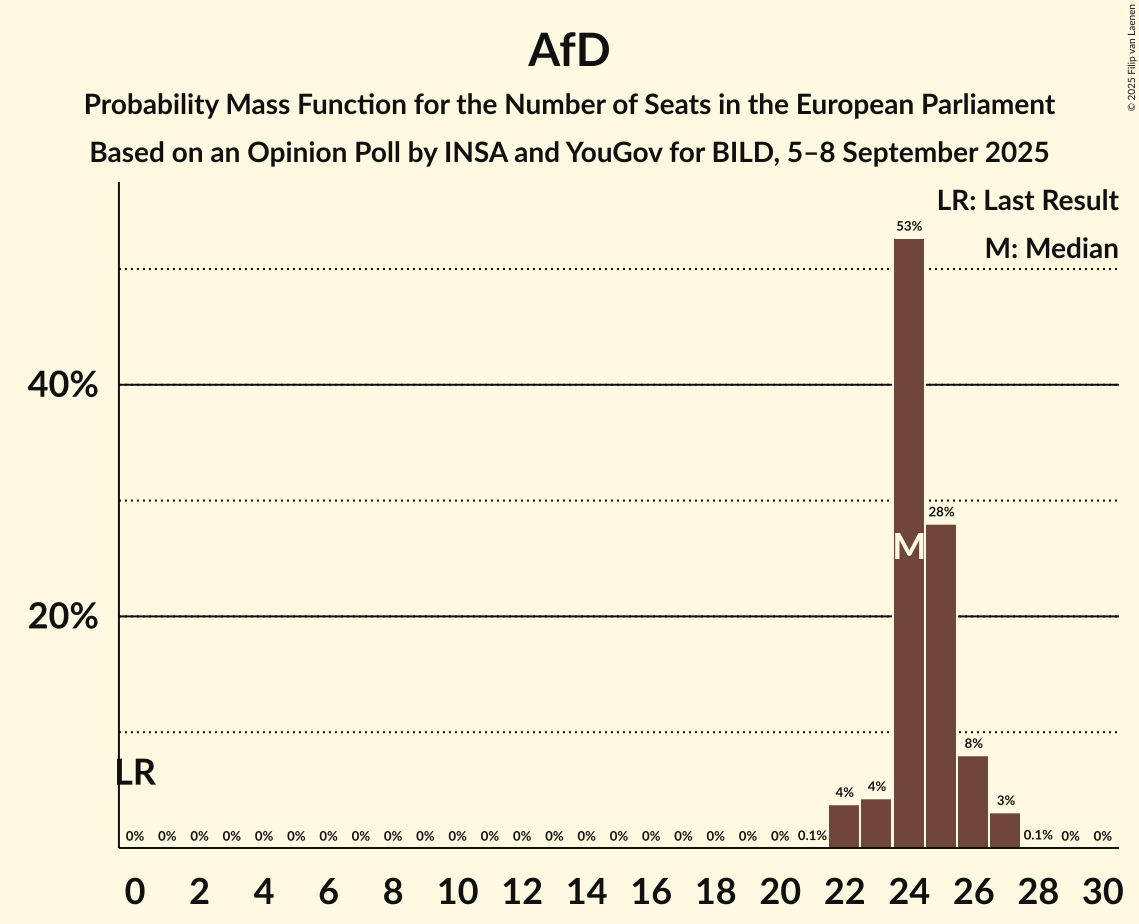 © 2025 Filip van Laenen
AfD
Probability Mass Function for the Number of Seats in the European Parliament
Based on an Opinion Poll by INSA and YouGov for BILD, 5–8 September 2025
LR: Last Result
M: Median
53%
40%
28%
M
20%
8%
LR
4% 4% 3%
0% 0% 0% 0% 0% 0% 0% 0% 0% 0% 0% 0% 0% 0% 0% 0% 0% 0% 0% 0% 0% 0.1% 0.1% 0% 0%
0 2 4 6 8 10 12 14 16 18 20 22 24 26 28 30